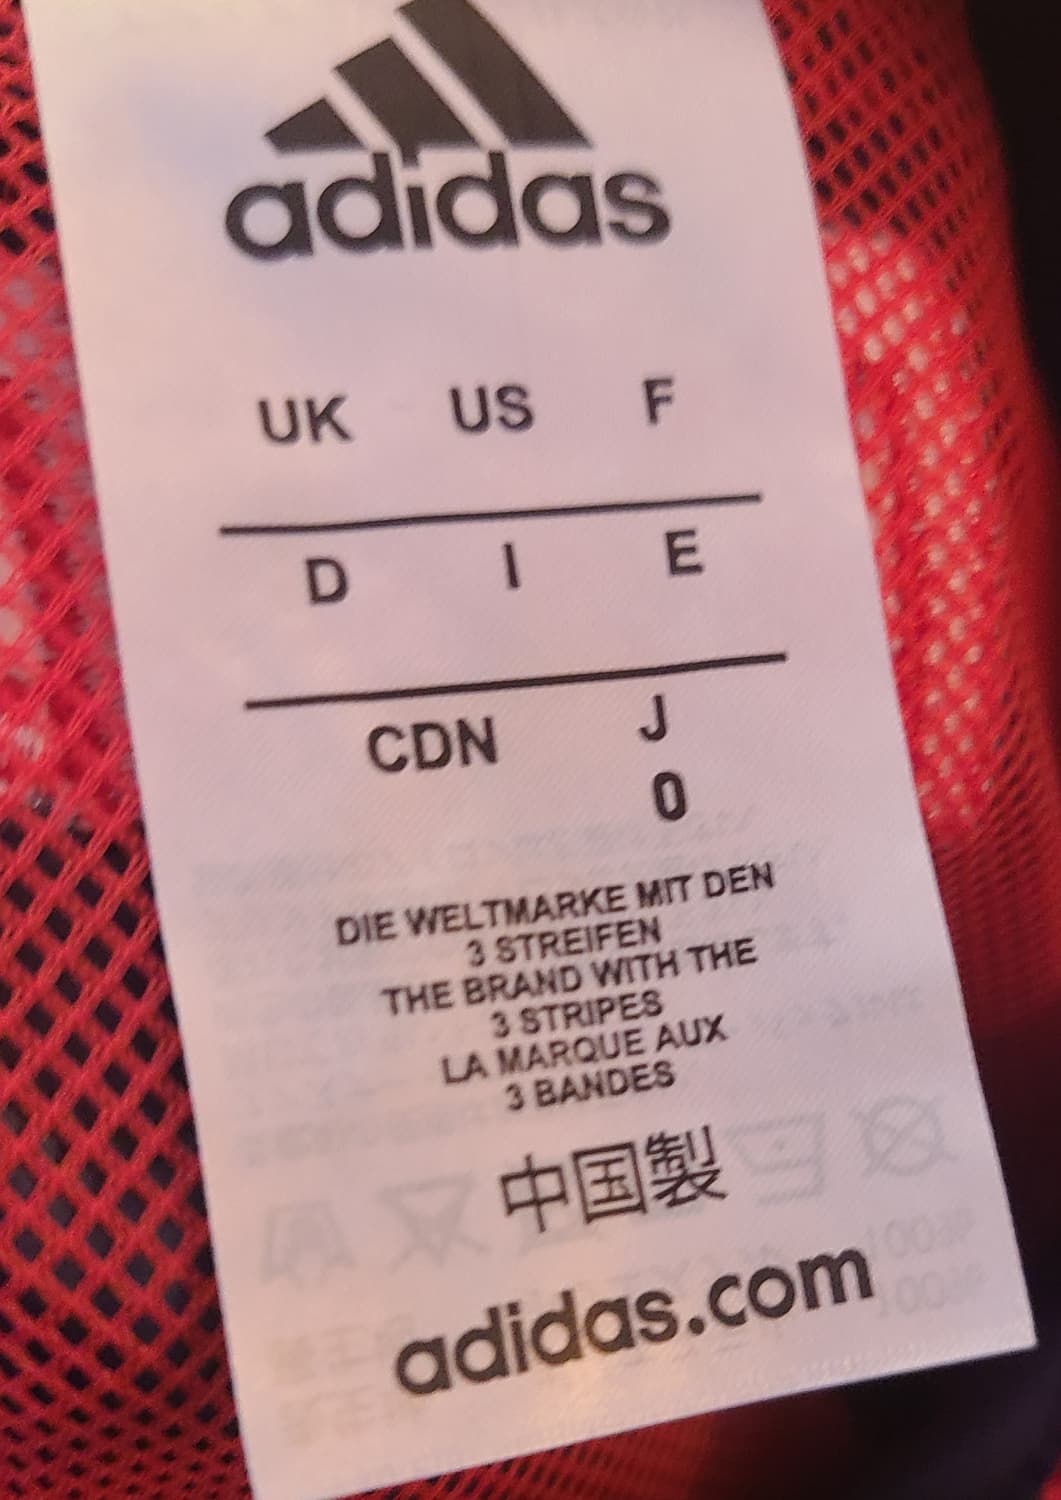 adidas
UK US F
D I E
CDN J
0
DIE WELTMARKE MIT DEN
3 STREIFEN
THE BRAND WITH THE
3 STRIPES
LA MARQUE AUX
3 BANDES
中国製
adidas.com